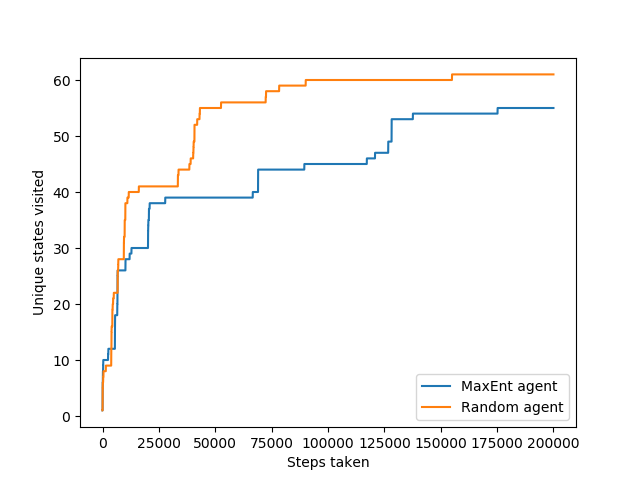 60
50
40
30
20
10
0
Unique states visited
MaxEnt agent
Random agent
0 25000 50000 75000 100000 125000 150000 175000 200000
Steps taken